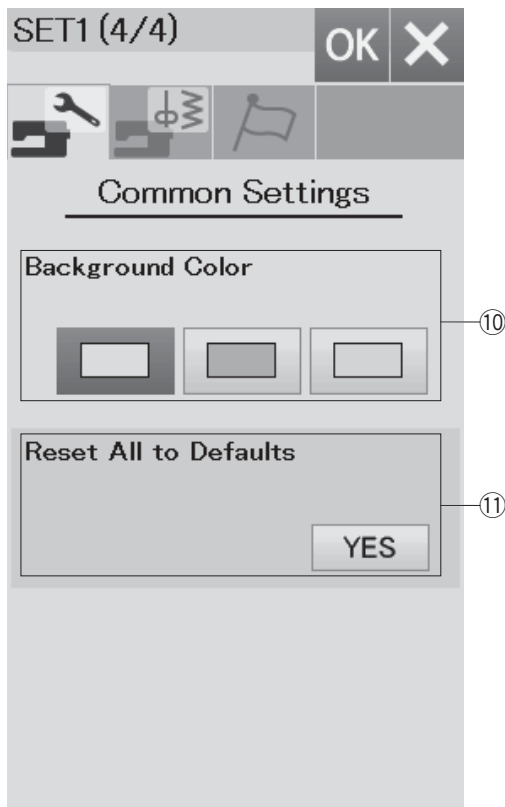 SET1 (4/4)
OK
Common Settings
Background Color
⑩
Reset All to Defaults
⑪
YES